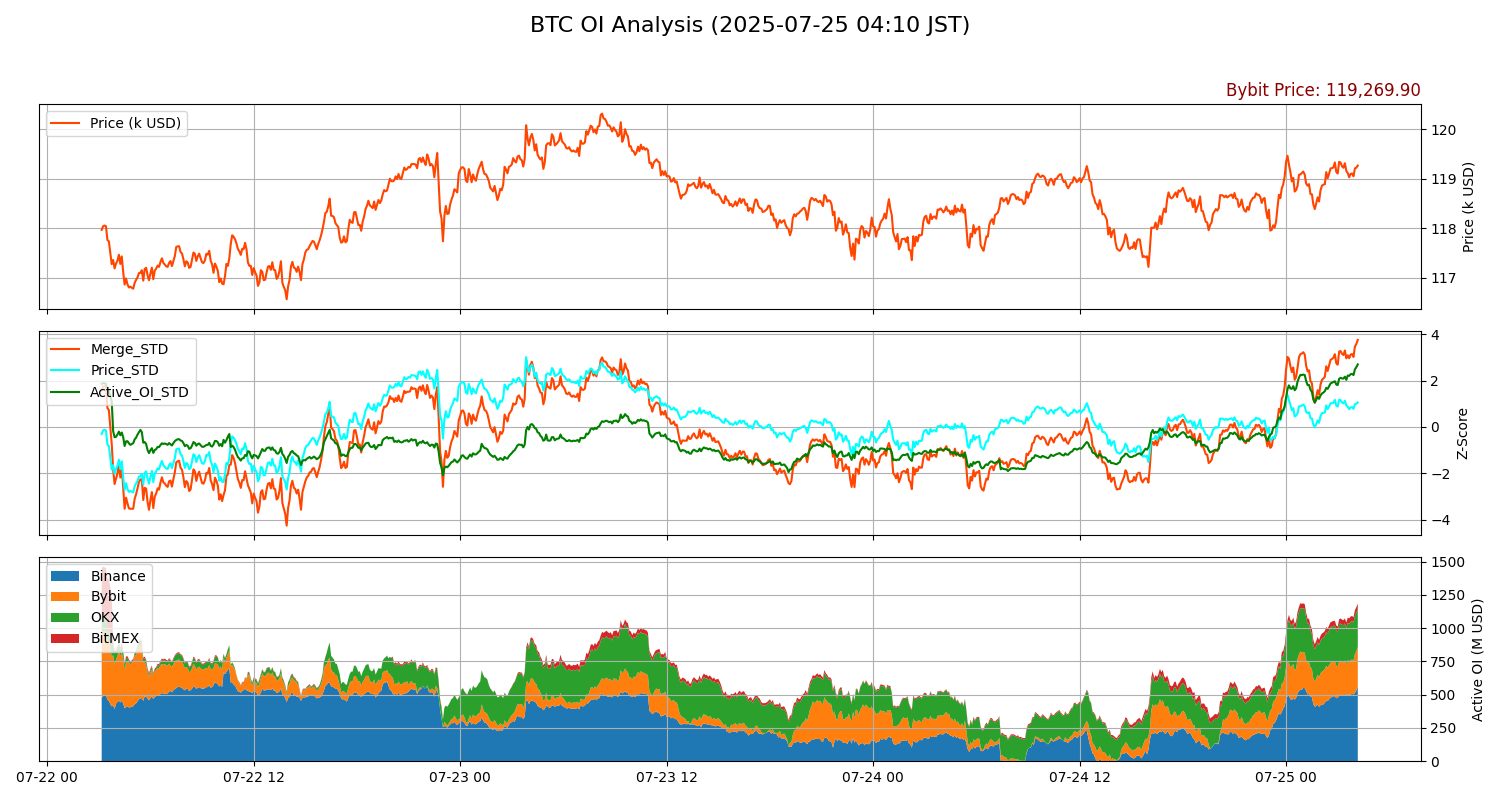 BTC OI Analysis (2025-07-25 04:10 JST)
Bybit Price: 119,269.90
Price (k USD)
120
119
118
117
Price (k USD)
Merge_STD
Price_STD
Active_OI_STD
4
2
0
−2
−4
Z-Score
Binance
Bybit
OKX
BitMEX
1500
1250
1000
750
500
250
0
Active OI (M USD)
07-22 00
07-22 12
07-23 00
07-23 12
07-24 00
07-24 12
07-25 00